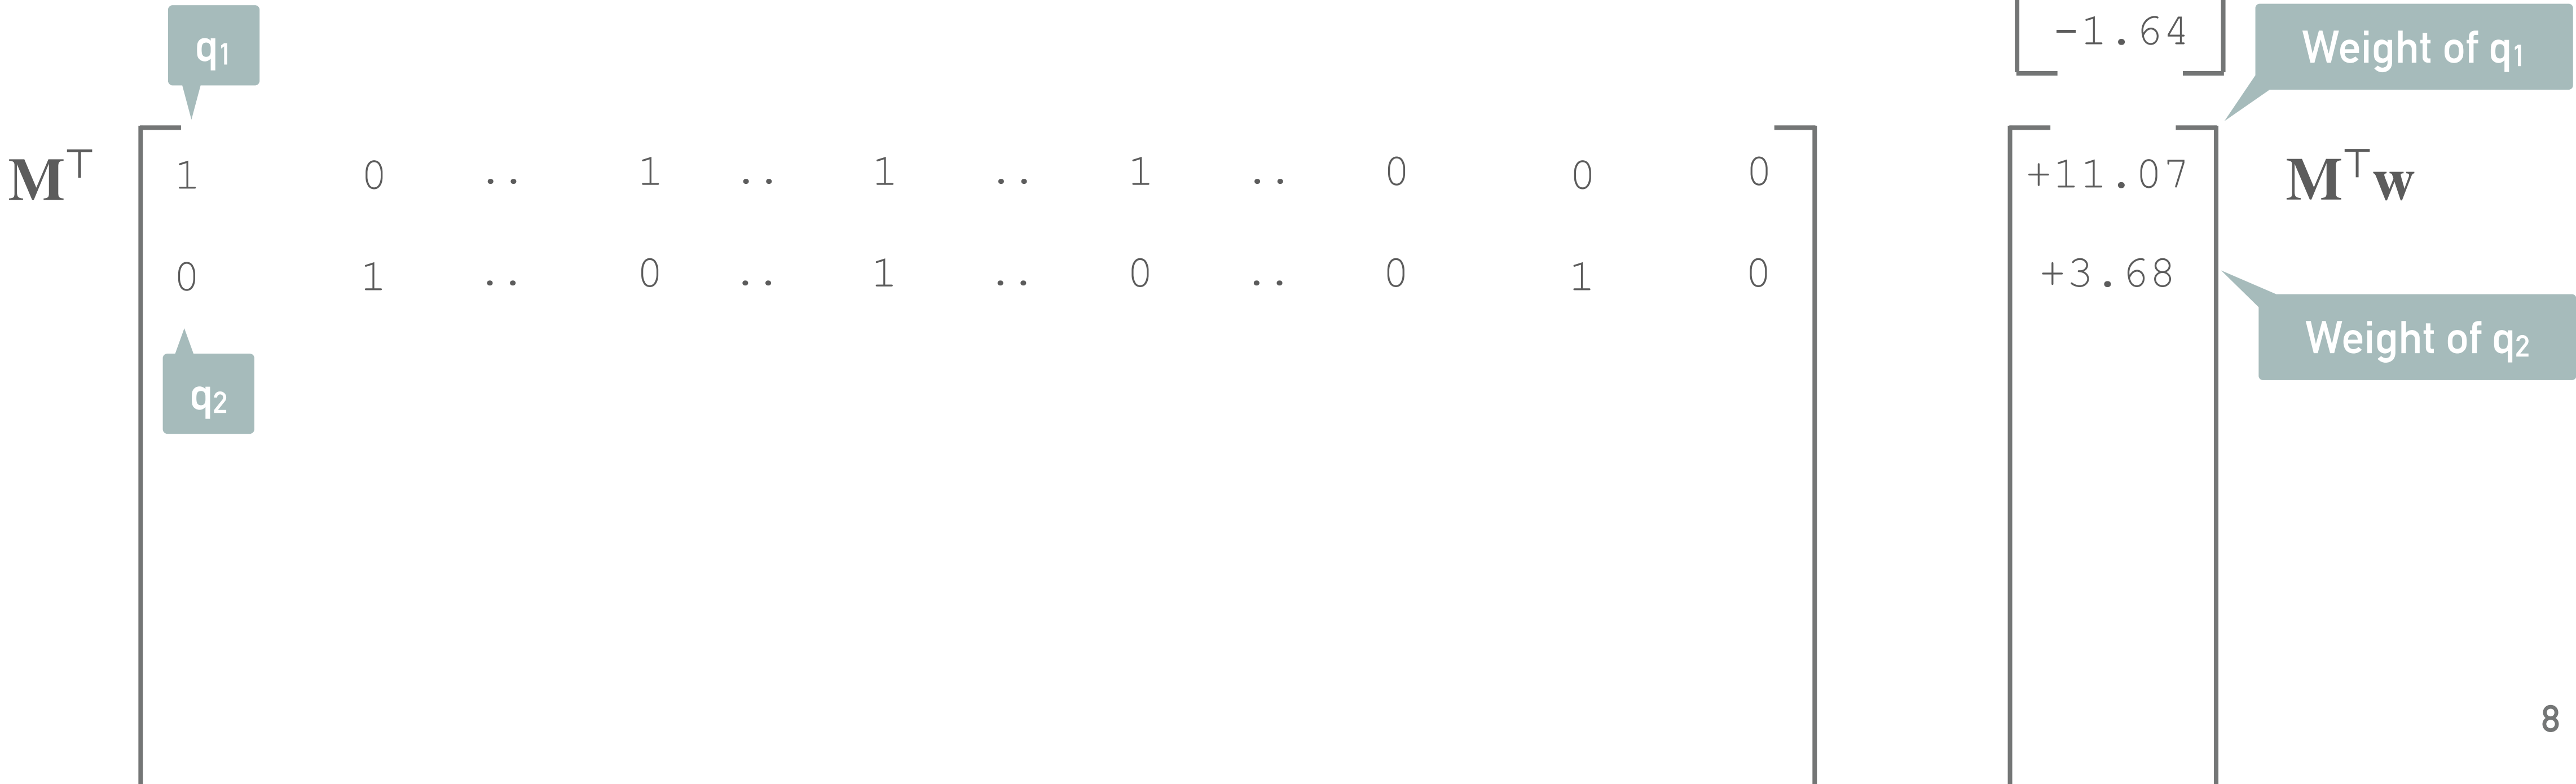 -1.64
q₁
Weight of q₁
M⊤
1 0 .. 1 .. 1 .. 1 .. 0 0 0
+11.07
M⊤w
0 1 .. 0 .. 1 .. 0 .. 0 1 0
+3.68
q₂
Weight of q₂
8